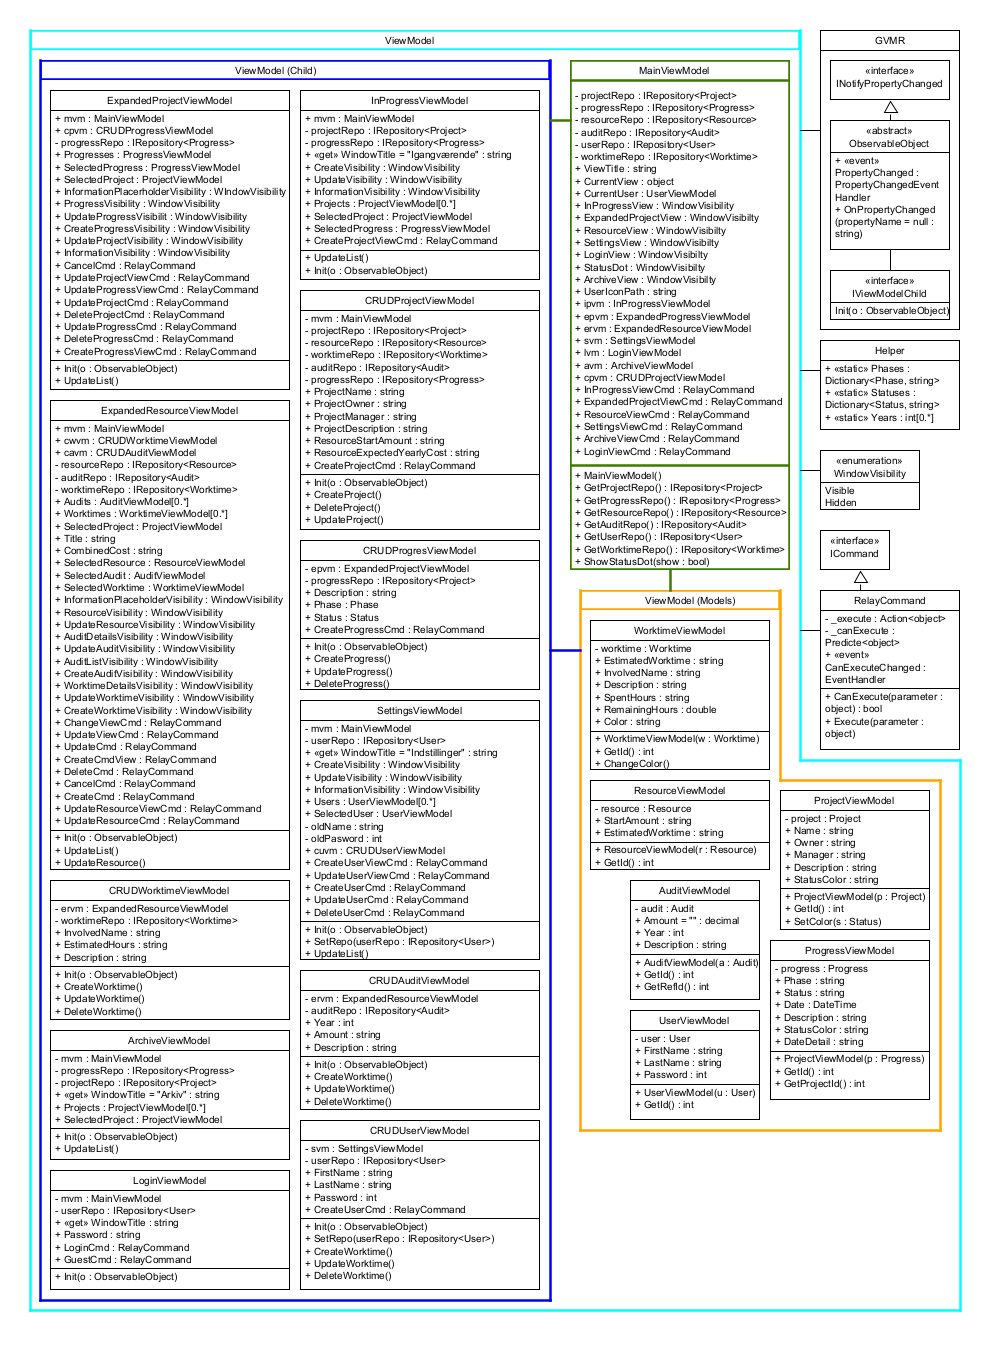 ViewModel
ViewModel (Child)
ExpandedProjectViewModel
+ mvm : MainViewModel
+ cpvm : CRUDProgressViewModel
- progressRepo : IRepository<Progress>
+ Progresses : ProgressViewModel
+ SelectedProgress : ProgressViewModel
+ SelectedProject : ProjectViewModel
+ InformationPlaceholderVisibility : WIndowVisibility
+ ProgressVisibility : WindowVisibility
+ UpdateProgressVisibilit : WindowVisibility
+ CreateProgressVisibility : WindowVisibility
+ UpdateProjectVisibility : WindowVisibility
+ InformationVisibility : WindowVisibility
+ CancelCmd : RelayCommand
+ UpdateProjectViewCmd : RelayCommand
+ UpdateProgressViewCmd : RelayCommand
+ UpdateProjectCmd : RelayCommand
+ DeleteProjectCmd : RelayCommand
+ UpdateProgressCmd : RelayCommand
+ DeleteProgressCmd : RelayCommand
+ CreateProgressViewCmd : RelayCommand
+ Init(o : ObservableObject)
+ UpdateList()
ExpandedResourceViewModel
+ mvm : MainViewModel
+ cwvm : CRUDWorktimeViewModel
+ cavm : CRUDAuditViewModel
- resourceRepo : IRepository<Resource>
- auditRepo : IRepository<Audit>
- worktimeRepo : IRepository<Worktime>
+ Audits : AuditViewModel[0.*]
+ Worktimes : WorktimeViewModel[0.*]
+ SelectedProject : ProjectViewModel
+ Title : string
+ CombinedCost : string
+ SelectedResource : ResourceViewModel
+ SelectedAudit : AuditViewModel
+ SelectedWorktime : WorktimeViewModel
+ InformationPlaceholderVisibility : WindowVisibility
+ ResourceVisibility : WindowVisibility
+ UpdateResourceVisibility : WindowVisibility
+ AuditDetailsVisibility : WindowVisibility
+ UpdateAuditVisibility : WindowVisibility
+ AuditListVisibility : WindowVisibility
+ CreateAuditVisibility : WindowVisibility
+ WorktimeDetailsVisibility : WindowVisibility
+ UpdateWorktimeVisibility : WindowVisibility
+ CreateWorktimeVisibility : WindowVisibility
+ ChangeViewCmd : RelayCommand
+ UpdateViewCmd : RelayCommand
+ UpdateCmd : RelayCommand
+ CreateCmdView : RelayCommand
+ DeleteCmd : RelayCommand
+ CancelCmd : RelayCommand
+ CreateCmd : RelayCommand
+ UpdateResourceViewCmd : RelayCommand
+ UpdateResourceCmd : RelayCommand
+ Init(o : ObservableObject)
+ UpdateList()
+ UpdateResource()
CRUDWorktimeViewModel
- ervm : ExpandedResourceViewModel
- worktimeRepo : IRepository<Worktime>
+ InvolvedName : string
+ EstimatedHours : string
+ Description : string
+ Init(o : ObservableObject)
+ CreateWorktime()
+ UpdateWorktime()
+ DeleteWorktime()
ArchiveViewModel
- mvm : MainViewModel
- progressRepo : IRepository<Progress>
- projectRepo : IRepository<Project>
+ «get» WindowTitle = "Arkiv" : string
+ Projects : ProjectViewModel[0.*]
+ SelectedProject : ProjectViewModel
+ Init(o : ObservableObject)
+ UpdateList()
LoginViewModel
- mvm : MainViewModel
- userRepo : IRepository<User>
+ «get» WindowTitle : string
+ Password : string
+ LoginCmd : RelayCommand
+ GuestCmd : RelayCommand
+ Init(o : ObservableObject)
InProgressViewModel
+ mvm : MainViewModel
- projectRepo : IRepository<Project>
- progressRepo : IRepository<Progress>
+ «get» WindowTitle = "Igangværende" : string
+ CreateVisibility : WindowVisibility
+ UpdateVisibility : WindowVisibility
+ InformationVisibility : WindowVisibility
+ Projects : ProjectViewModel[0.*]
+ SelectedProject : ProjectViewModel
+ SelectedProgress : ProgressViewModel
+ CreateProjectViewCmd : RelayCommand
+ UpdateList()
+ Init(o : ObservableObject)
CRUDProjectViewModel
- mvm : MainViewModel
- projectRepo : IRepository<Project>
- resourceRepo : IRepository<Resource>
- worktimeRepo : IRepository<Worktime>
- auditRepo : IRepository<Audit>
- progressRepo : IRepository<Progress>
+ ProjectName : string
+ ProjectOwner : string
+ ProjectManager : string
+ ProjectDescription : string
+ ResourceStartAmount : string
+ ResourceExpectedYearlyCost : string
+ CreateProjectCmd : RelayCommand
+ Init(o : ObservableObject)
+ CreateProject()
+ DeleteProject()
+ UpdateProject()
CRUDProgresViewModel
- epvm : ExpandedProjectViewModel
- progressRepo : IRepository<Project>
+ Description : string
+ Phase : Phase
+ Status : Status
+ CreateProgressCmd : RelayCommand
+ Init(o : ObservableObject)
+ CreateProgress()
+ UpdateProgress()
+ DeleteProgress()
SettingsViewModel
- mvm : MainViewModel
- userRepo : IRepository<User>
+ «get» WindowTitle = "Indstillinger" : string
+ CreateVisibility : WindowVisibility
+ UpdateVisibility : WindowVisibility
+ InformationVisibility : WindowVisibility
+ Users : UserViewModel[0.*]
+ SelectedUser : UserViewModel
- oldName : string
- oldPasword : int
+ cuvm : CRUDUserViewModel
+ CreateUserViewCmd : RelayCommand
+ UpdateUserViewCmd : RelayCommand
+ CreateUserCmd : RelayCommand
+ UpdateUserCmd : RelayCommand
+ DeleteUserCmd : RelayCommand
+ Init(o : ObservableObject)
+ SetRepo(userRepo : IRepository<User>)
+ UpdateList()
CRUDAuditViewModel
- ervm : ExpandedResourceViewModel
- auditRepo : IRepository<Audit>
+ Year : int
+ Amount : string
+ Description : string
+ Init(o : ObservableObject)
+ CreateWorktime()
+ UpdateWorktime()
+ DeleteWorktime()
CRUDUserViewModel
- svm : SettingsViewModel
- userRepo : IRepository<User>
+ FirstName : string
+ LastName : string
+ Password : int
+ CreateUserCmd : RelayCommand
+ Init(o : ObservableObject)
+ SetRepo(userRepo : IRepository<User>)
+ CreateWorktime()
+ UpdateWorktime()
+ DeleteWorktime()
MainViewModel
- projectRepo : IRepository<Project>
- progressRepo : IRepository<Progress>
- resourceRepo : IRepository<Resource>
- auditRepo : IRepository<Audit>
- userRepo : IRepository<User>
- worktimeRepo : IRepository<Worktime>
+ ViewTitle : string
+ CurrentView : object
+ CurrentUser : UserViewModel
+ InProgressView : WindowVisibilty
+ ExpandedProjectView : WindowVisibilty
+ ResourceView : WindowVisibilty
+ SettingsView : WindowVisibilty
+ LoginView : WindowVisibilty
+ StatusDot : WindowVisibilty
+ ArchiveView : WindowVisibilty
+ UserIconPath : string
+ ipvm : InProgressViewModel
+ epvm : ExpandedProgressViewModel
+ ervm : ExpandedResourceViewModel
+ svm : SettingsViewModel
+ lvm : LoginViewModel
+ avm : ArchiveViewModel
+ cpvm : CRUDProjectViewModel
+ InProgressViewCmd : RelayCommand
+ ExpandedProjectViewCmd : RelayCommand
+ ResourceViewCmd : RelayCommand
+ SettingsViewCmd : RelayCommand
+ ArchiveViewCmd : RelayCommand
+ LoginViewCmd : RelayCommand
+ MainViewModel()
+ GetProjectRepo() : IRepository<Project>
+ GetProgressRepo() : IRepository<Progress>
+ GetResourceRepo() : IRepository<Resource>
+ GetAuditRepo() : IRepository<Audit>
+ GetUserRepo() : IRepository<User>
+ GetWorktimeRepo() : IRepository<Worktime>
+ ShowStatusDot(show : bool)
ViewModel (Models)
WorktimeViewModel
- worktime : Worktime
+ EstimatedWorktime : string
+ InvolvedName : string
+ Description : string
+ SpentHours : string
+ RemainingHours : double
+ Color : string
+ WorktimeViewModel(w : Worktime)
+ GetId() : int
+ ChangeColor()
ResourceViewModel
- resource : Resource
+ StartAmount : string
+ EstimatedWorktime : string
+ ResourceViewModel(r : Resource)
+ GetId() : int
AuditViewModel
- audit : Audit
+ Amount = "" : decimal
+ Year : int
+ Description : string
+ AuditViewModel(a : Audit)
+ GetId() : int
+ GetRefId() : int
UserViewModel
- user : User
+ FirstName : string
+ LastName : string
+ Password : int
+ UserViewModel(u : User)
+ GetId() : int
ProjectViewModel
- project : Project
+ Name : string
+ Owner : string
+ Manager : string
+ Description : string
+ StatusColor : string
+ ProjectViewModel(p : Project)
+ GetId() : int
+ SetColor(s : Status)
ProgressViewModel
- progress : Progress
+ Phase : string
+ Status : string
+ Date : DateTime
+ Description : string
+ StatusColor : string
+ DateDetail : string
+ ProjectViewModel(p : Progress)
+ GetId() : int
+ GetProjectId() : int
GVMR
«interface»
INotifyPropertyChanged
«abstract»
ObservableObject
+ «event»
PropertyChanged :
PropertyChangedEvent
Handler
+ OnPropertyChanged
(propertyName = null :
string)
«interface»
IViewModelChild
Init(o : ObservableObject)
Helper
+ «static» Phases :
Dictionary<Phase, string>
+ «static» Statuses :
Dictionary<Status, string>
+ «static» Years : int[0.*]
«enumeration»
WindowVisibility
Visible
Hidden
«interface»
ICommand
RelayCommand
- _execute : Action<object>
- _canExecute :
Predicte<object>
+ «event»
CanExecuteChanged :
EventHandler
+ CanExecute(parameter :
object) : bool
+ Execute(parameter :
object)